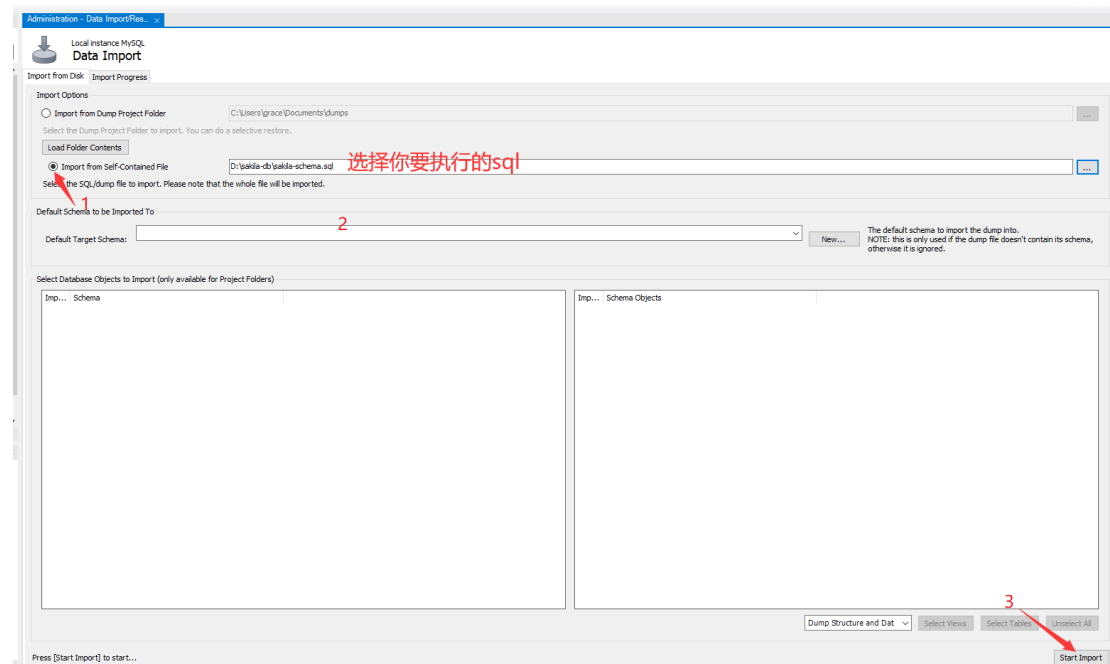 Administration - Data Import/Res..
Local instance MySQL
Data Import
Import from Disk
Import Progress
Import Options
Import from Dump Project Folder
C:\Users\grace\Documents\dumps
...
Select the Dump Project Folder to import. You can do a selective restore.
Load Folder Contents
Import from Self-Contained File
D:\sakila-db\sakila-schema.sql
选择你要执行的sql
...
Select the SQL/dump file to import. Please note that the whole file will be imported.
1
Default Schema to be Imported To
2
Default Target Schema:
New...
The default schema to import the dump into.
NOTE: this is only used if the dump file doesn't contain its schema,
otherwise it is ignored.
Select Database Objects to Import (only available for Project Folders)
Imp... Schema
Imp... Schema Objects
3
Dump Structure and Dat
Select Views
Select Tables
Unselect All
Press [Start Import] to start...
Start Import